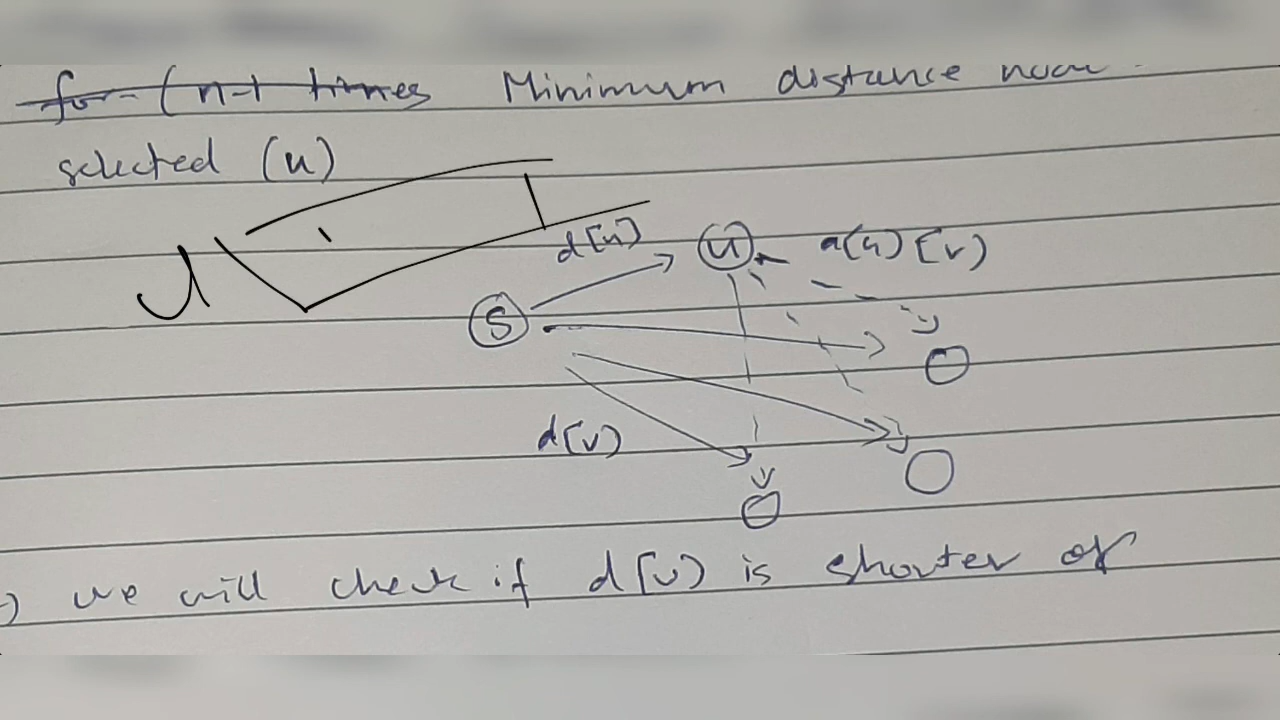 for (n-1 times Minimum distance node
selected (u)
d[u]
u
a(u)[v]
S
d[v]
we will check if d[v] is shorter or